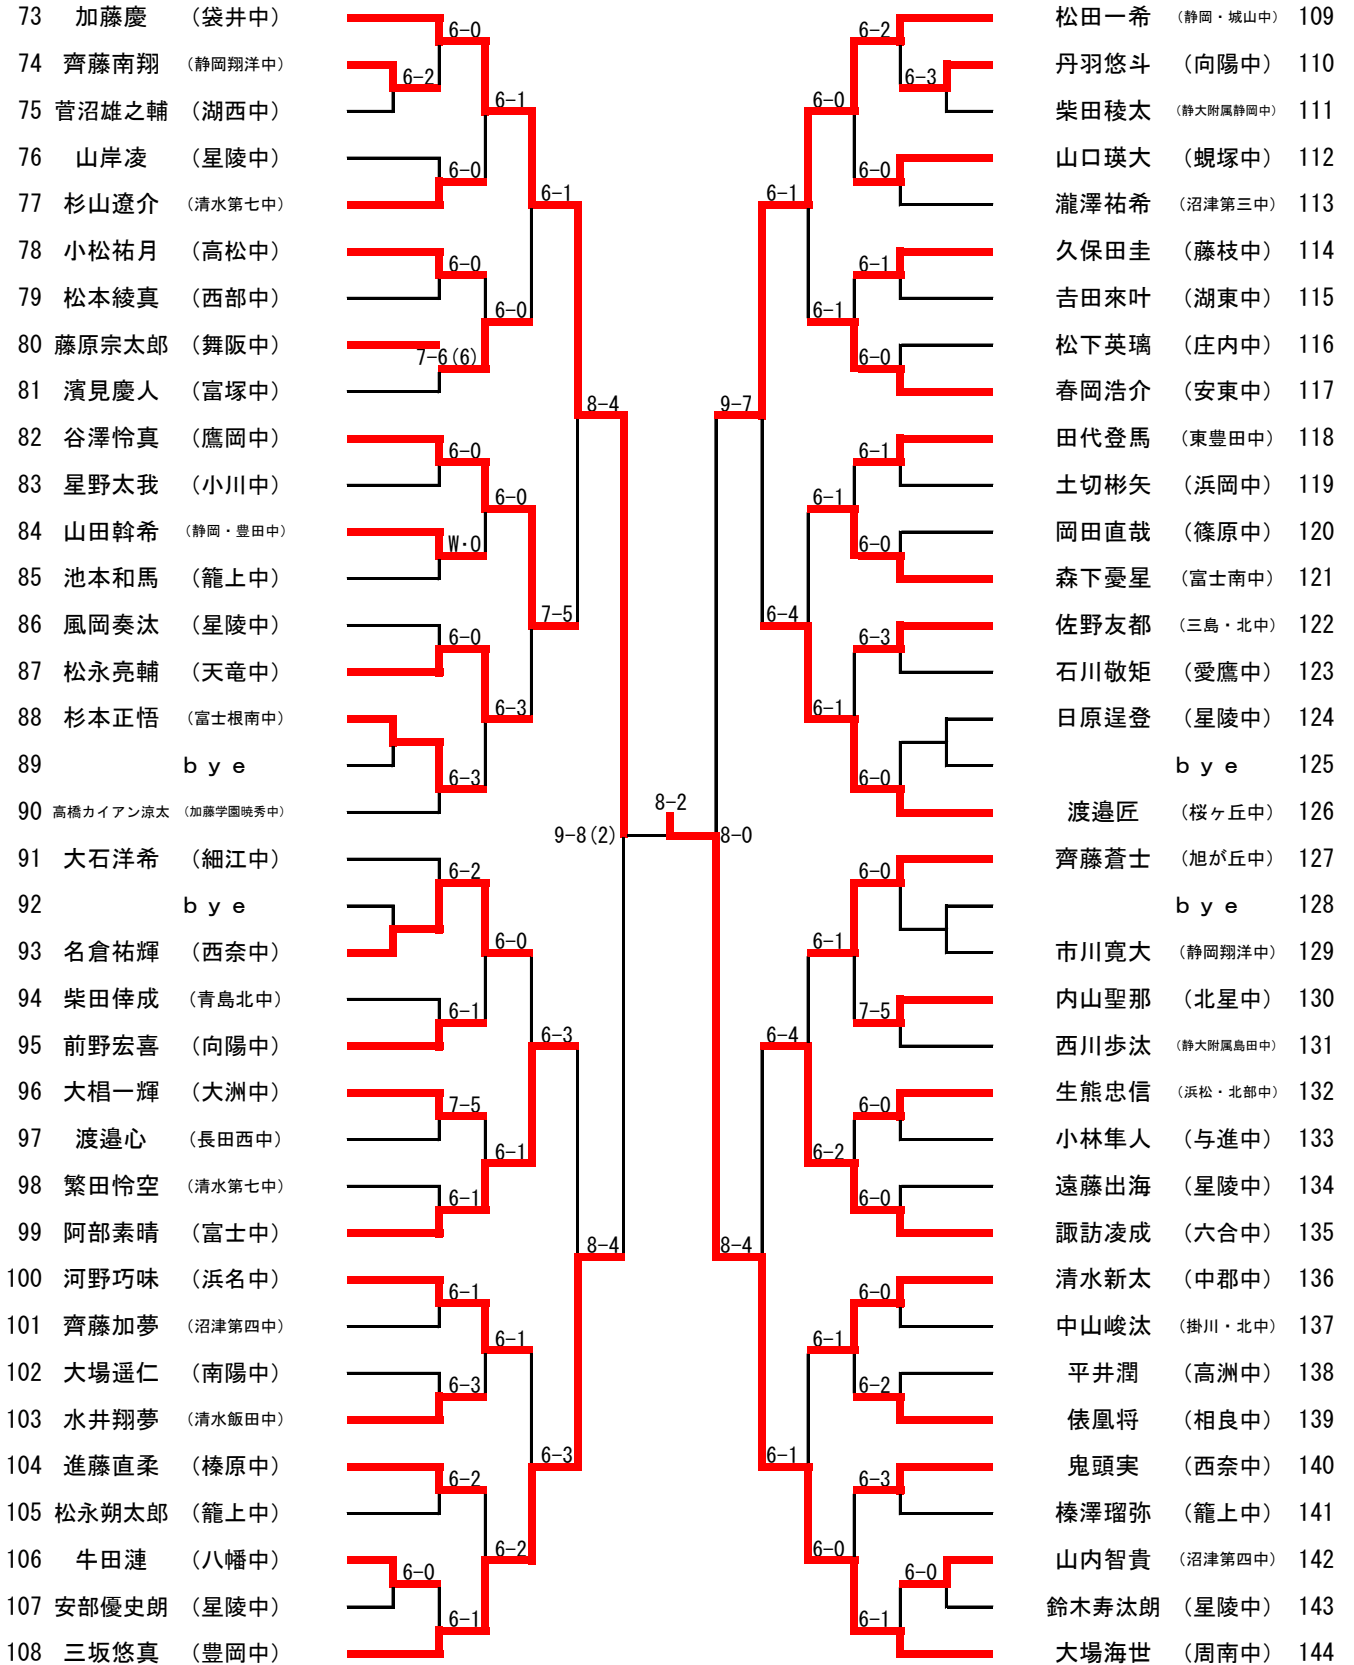 73 加藤慶 （袋井中）
74 齊藤南翔 （静岡翔洋中）
75 菅沼雄之輔 （湖西中）
76 山岸凌 （星陵中）
77 杉山遼介 （清水第七中）
78 小松祐月 （高松中）
79 松本綾真 （西部中）
80 藤原宗太郎 （舞阪中）
81 濱見慶人 （富塚中）
82 谷澤怜真 （鷹岡中）
83 星野太我 （小川中）
84 山田斡希 （静岡・豊田中）
85 池本和馬 （籠上中）
86 風岡奏汰 （星陵中）
87 松永亮輔 （天竜中）
88 杉本正悟 （富士根南中）
89 ｂｙｅ
90 高橋カイアン涼太 （加藤学園暁秀中）
91 大石洋希 （細江中）
92 ｂｙｅ
93 名倉祐輝 （西奈中）
94 柴田倖成 （青島北中）
95 前野宏喜 （向陽中）
96 大椙一輝 （大洲中）
97 渡邉心 （長田西中）
98 繁田怜空 （清水第七中）
99 阿部素晴 （富士中）
100 河野巧味 （浜名中）
101 齊藤加夢 （沼津第四中）
102 大場遥仁 （南陽中）
103 水井翔夢 （清水飯田中）
104 進藤直柔 （榛原中）
105 松永朔太郎 （籠上中）
106 牛田漣 （八幡中）
107 安部優史朗 （星陵中）
108 三坂悠真 （豊岡中）
6-0
6-2
6-1
6-0
6-1
6-0
6-0
7-6(6)
8-4
6-0
6-0
W・O
7-5
6-0
6-3
6-3
9-8(2)
6-2
6-0
6-1
6-3
7-5
6-1
6-1
8-4
6-1
6-1
6-3
6-3
6-2
6-2
6-0
6-1
8-2
8-0
6-2
6-3
6-0
6-0
6-1
6-1
6-1
6-0
9-7
6-1
6-1
6-0
6-4
6-3
6-1
6-0
6-0
6-1
7-5
6-4
6-0
6-2
6-0
8-4
6-0
6-1
6-2
6-1
6-3
6-0
6-0
6-1
松田一希 （静岡・城山中） 109
丹羽悠斗 （向陽中） 110
柴田稜太 （静大附属静岡中） 111
山口瑛大 （蜆塚中） 112
瀧澤祐希 （沼津第三中） 113
久保田圭 （藤枝中） 114
吉田來叶 （湖東中） 115
松下英璃 （庄内中） 116
春岡浩介 （安東中） 117
田代登馬 （東豊田中） 118
土切彬矢 （浜岡中） 119
岡田直哉 （篠原中） 120
森下憂星 （富士南中） 121
佐野友都 （三島・北中） 122
石川敬矩 （愛鷹中） 123
日原逞登 （星陵中） 124
ｂｙｅ 125
渡邉匠 （桜ヶ丘中） 126
齊藤蒼士 （旭が丘中） 127
ｂｙｅ 128
市川寛大 （静岡翔洋中） 129
内山聖那 （北星中） 130
西川歩汰 （静大附属島田中） 131
生熊忠信 （浜松・北部中） 132
小林隼人 （与進中） 133
遠藤出海 （星陵中） 134
諏訪凌成 （六合中） 135
清水新太 （中郡中） 136
中山峻汰 （掛川・北中） 137
平井潤 （高洲中） 138
俵凰将 （相良中） 139
鬼頭実 （西奈中） 140
榛澤瑠弥 （籠上中） 141
山内智貴 （沼津第四中） 142
鈴木寿汰朗 （星陵中） 143
大場海世 （周南中） 144